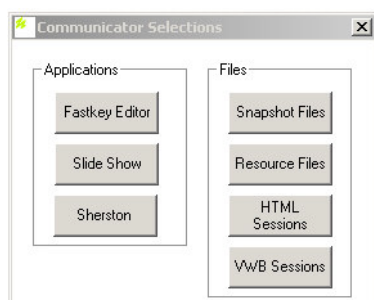 Communicator Selections
Applications
Fastkey Editor
Slide Show
Sherston
Files
Snapshot Files
Resource Files
HTML
Sessions
VWB Sessions